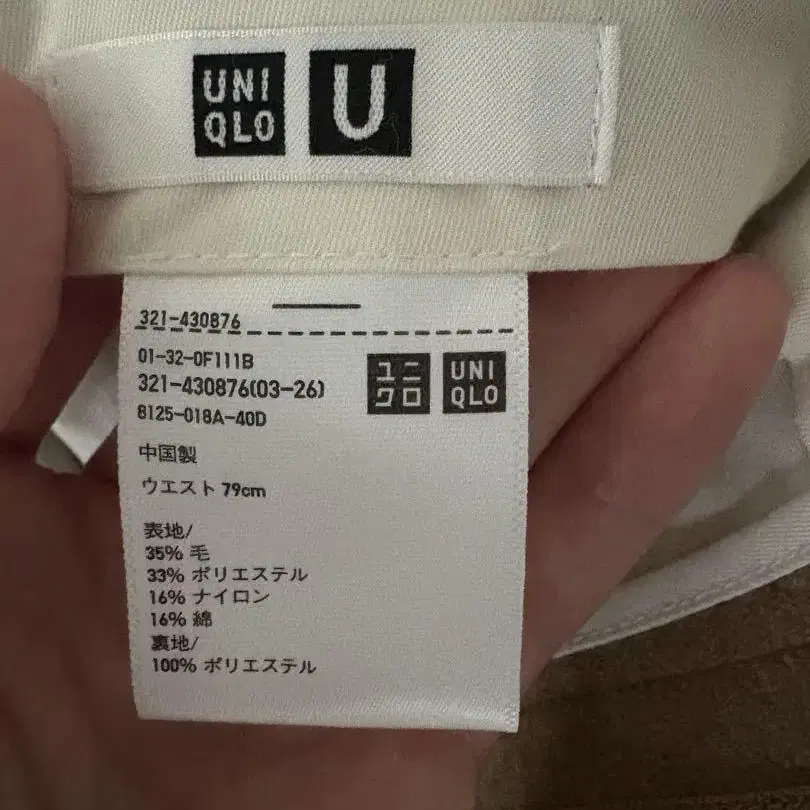 UNI
QLO
U
321-430876
01-32-0F111B
321-430876(03-26)
8125-018A-40D
ユニ
クロ
UNI
QLO
中国製
ウエスト 79cm
表地/
35% 毛
33% ポリエステル
16% ナイロン
16% 綿
裏地/
100% ポリエステル